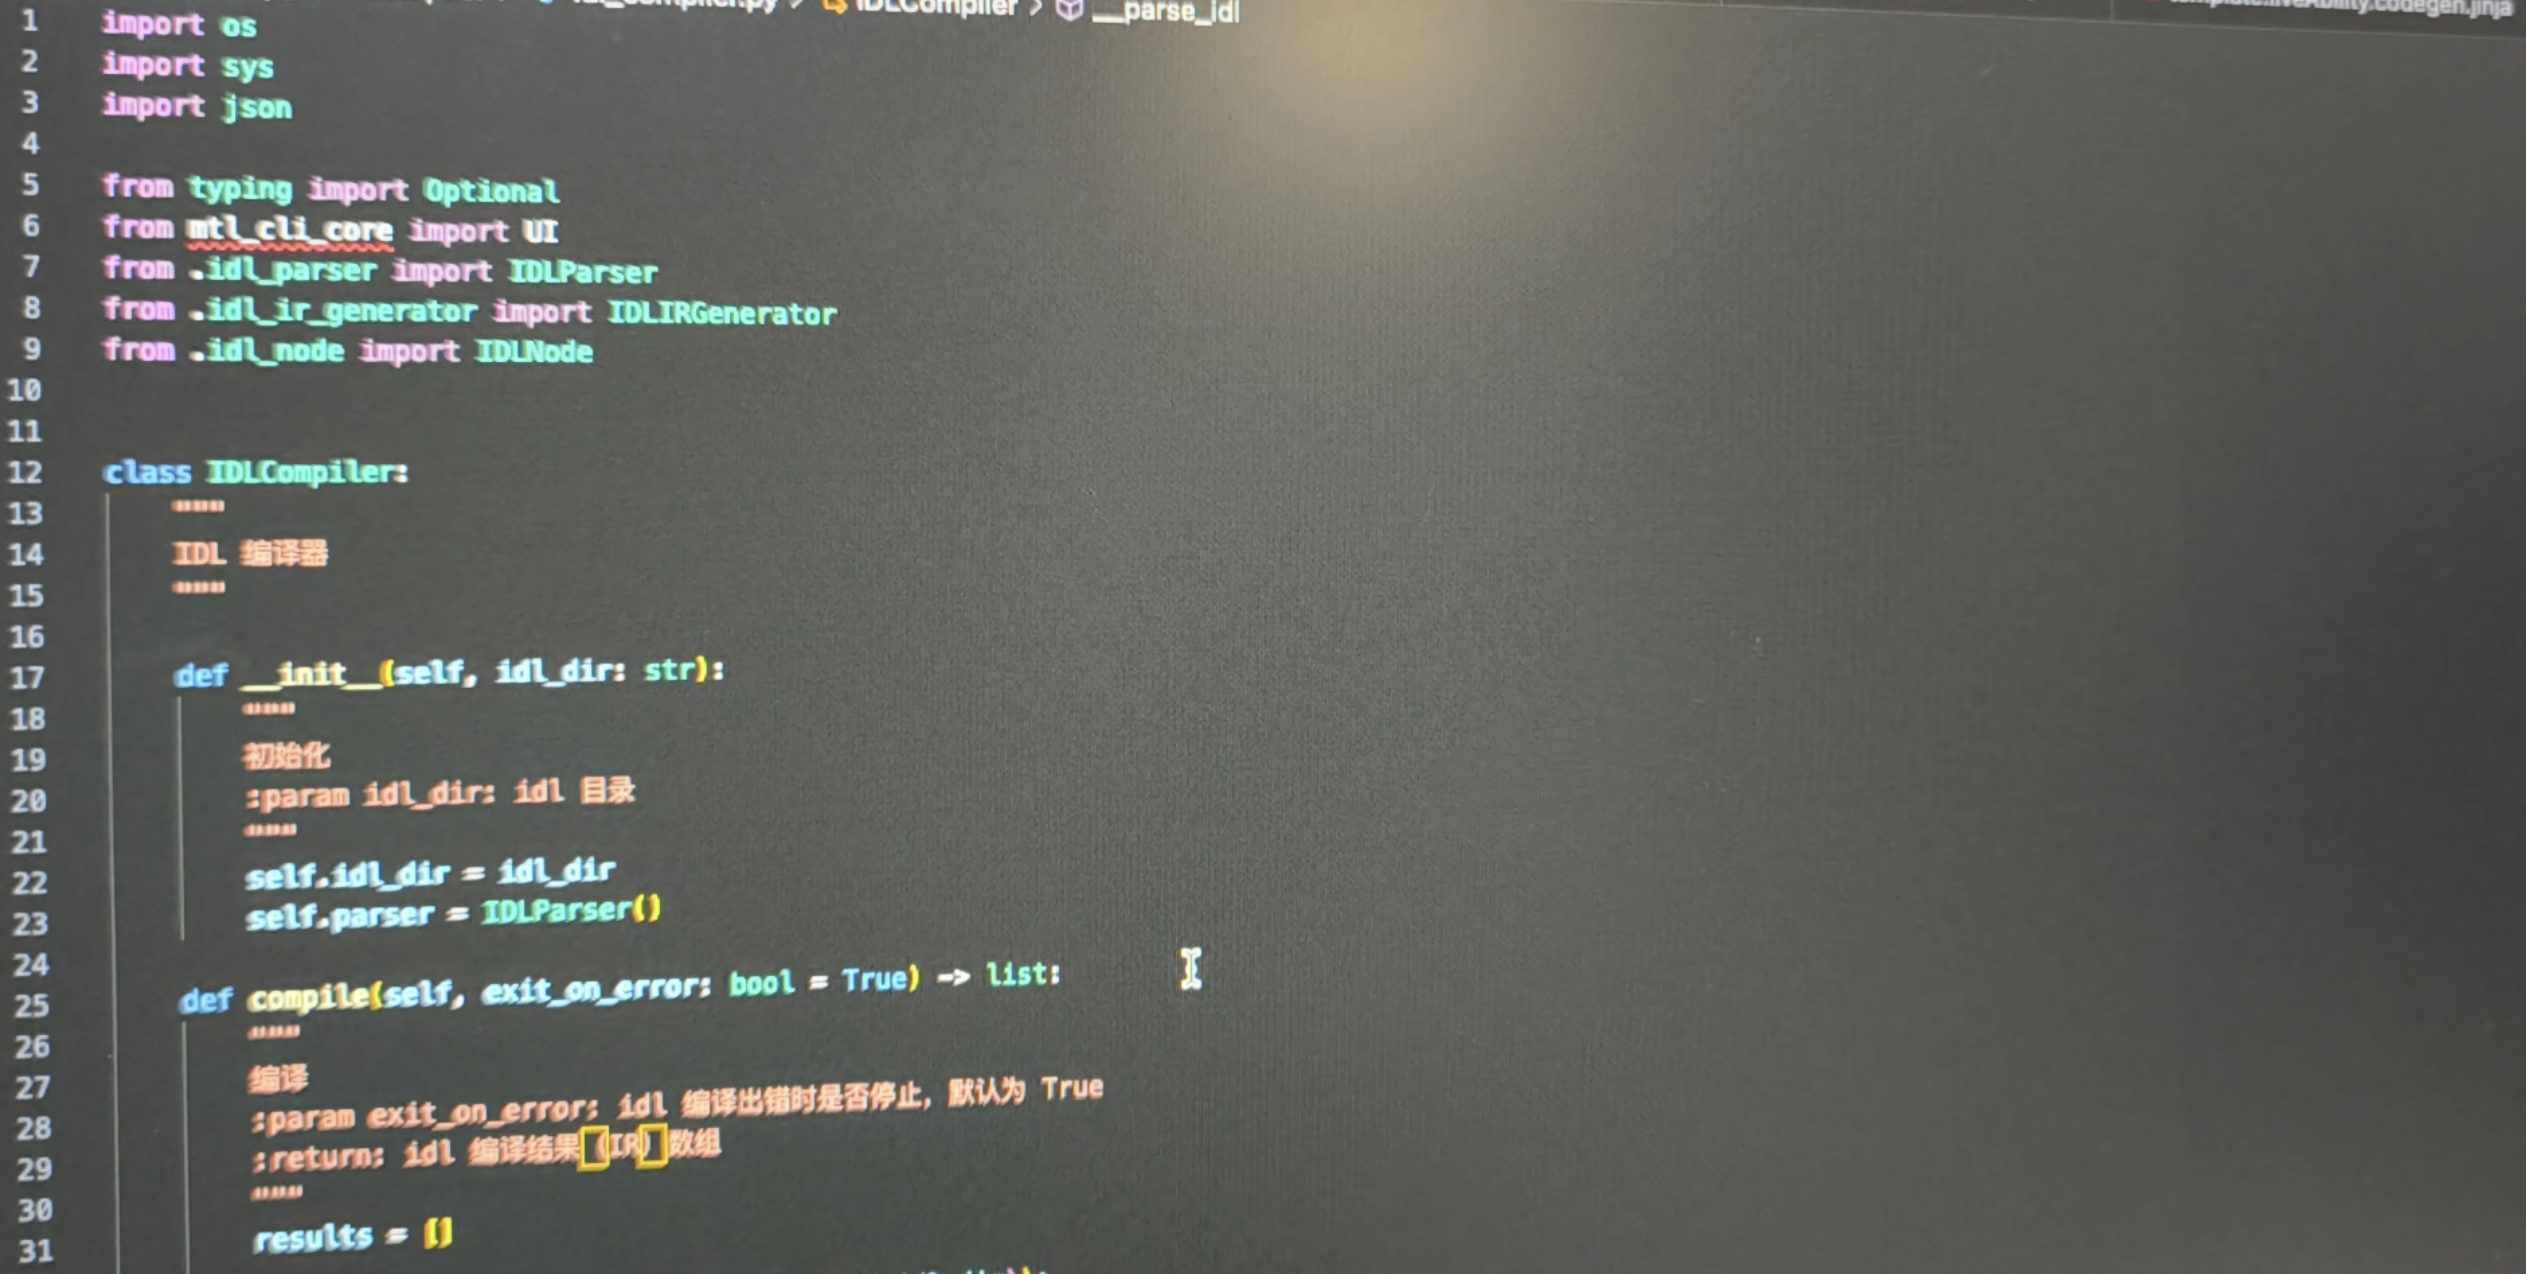 IDLCompiler > __parse_idl
1 import os
2 import sys
3 import json
4
5 from typing import Optional
6 from mtl_cli_core import UI
7 from .idl_parser import IDLParser
8 from .idl_ir_generator import IDLIRGenerator
9 from .idl_node import IDLNode
10
11
12 class IDLCompiler:
13 """
14 IDL 编译器
15 """
16
17 def __init__(self, idl_dir: str):
18 """
19 初始化
20 :param idl_dir: idl 目录
21 """
22 self.idl_dir = idl_dir
23 self.parser = IDLParser()
24
25 def compile(self, exit_on_error: bool = True) -> list:
26 """
27 编译
28 :param exit_on_error: idl 编译出错时是否停止，默认为 True
29 :return: idl 编译结果（IR）数组
30 """
31 results = []